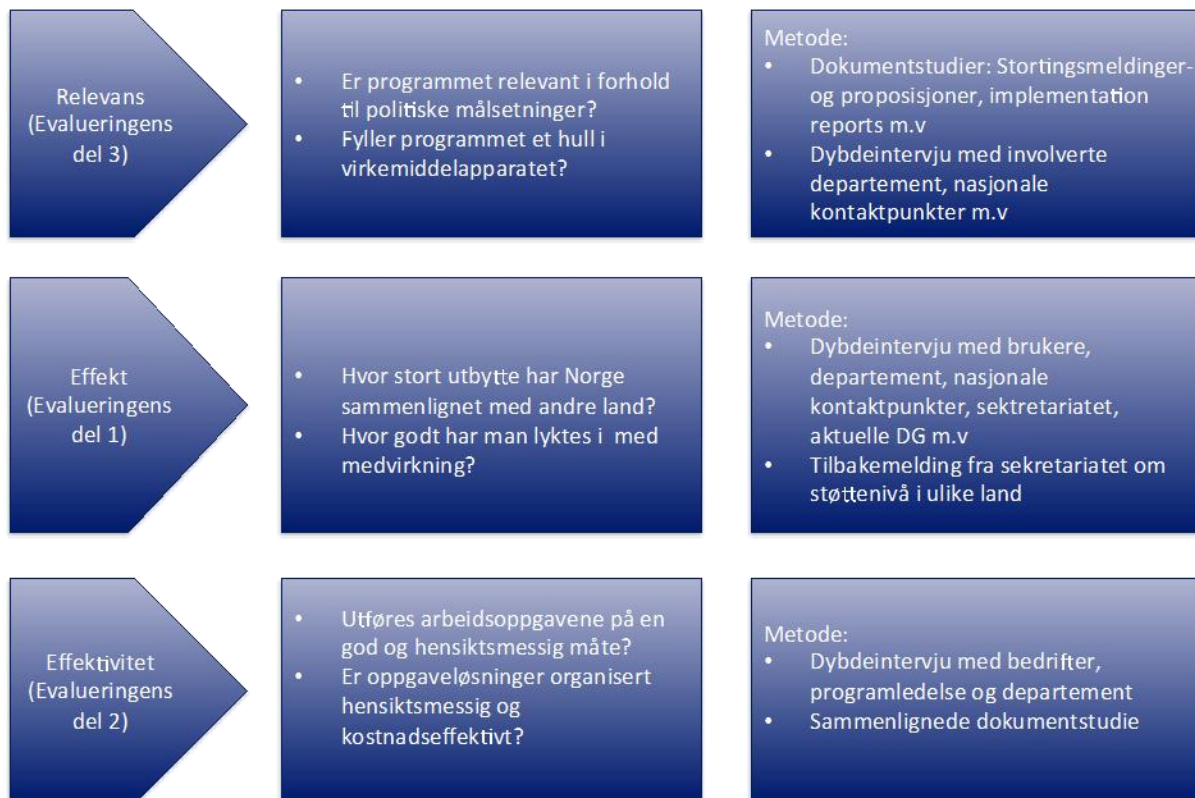 Relevans
(Evalueringens
del 3)
• Er programmet relevant i forhold
til politiske målsetninger?
• Fyller programmet et hull i
virkemiddelapparatet?
Metode:
• Dokumentstudier: Stortingsmeldinger-
og proposisjoner, implementation
reports m.v
• Dybdeintervju med involverte
departement, nasjonale
kontaktpunkter m.v
Effekt
(Evalueringens
del 1)
• Hvor stort utbytte har Norge
sammenlignet med andre land?
• Hvor godt har man lyktes i med
medvirkning?
Metode:
• Dybdeintervju med brukere,
departement, nasjonale
kontaktpunkter, sektretariatet,
aktuelle DG m.v
• Tilbakemelding fra sekretariatet om
støttenivå i ulike land
Effektivitet
(Evalueringens
del 2)
• Utføres arbeidsoppgavene på en
god og hensiktsmessig måte?
• Er oppgaveløsninger organisert
hensiktsmessig og
kostnadseffektivt?
Metode:
• Dybdeintervju med bedrifter,
programledelse og departement
• Sammenlignede dokumentstudie